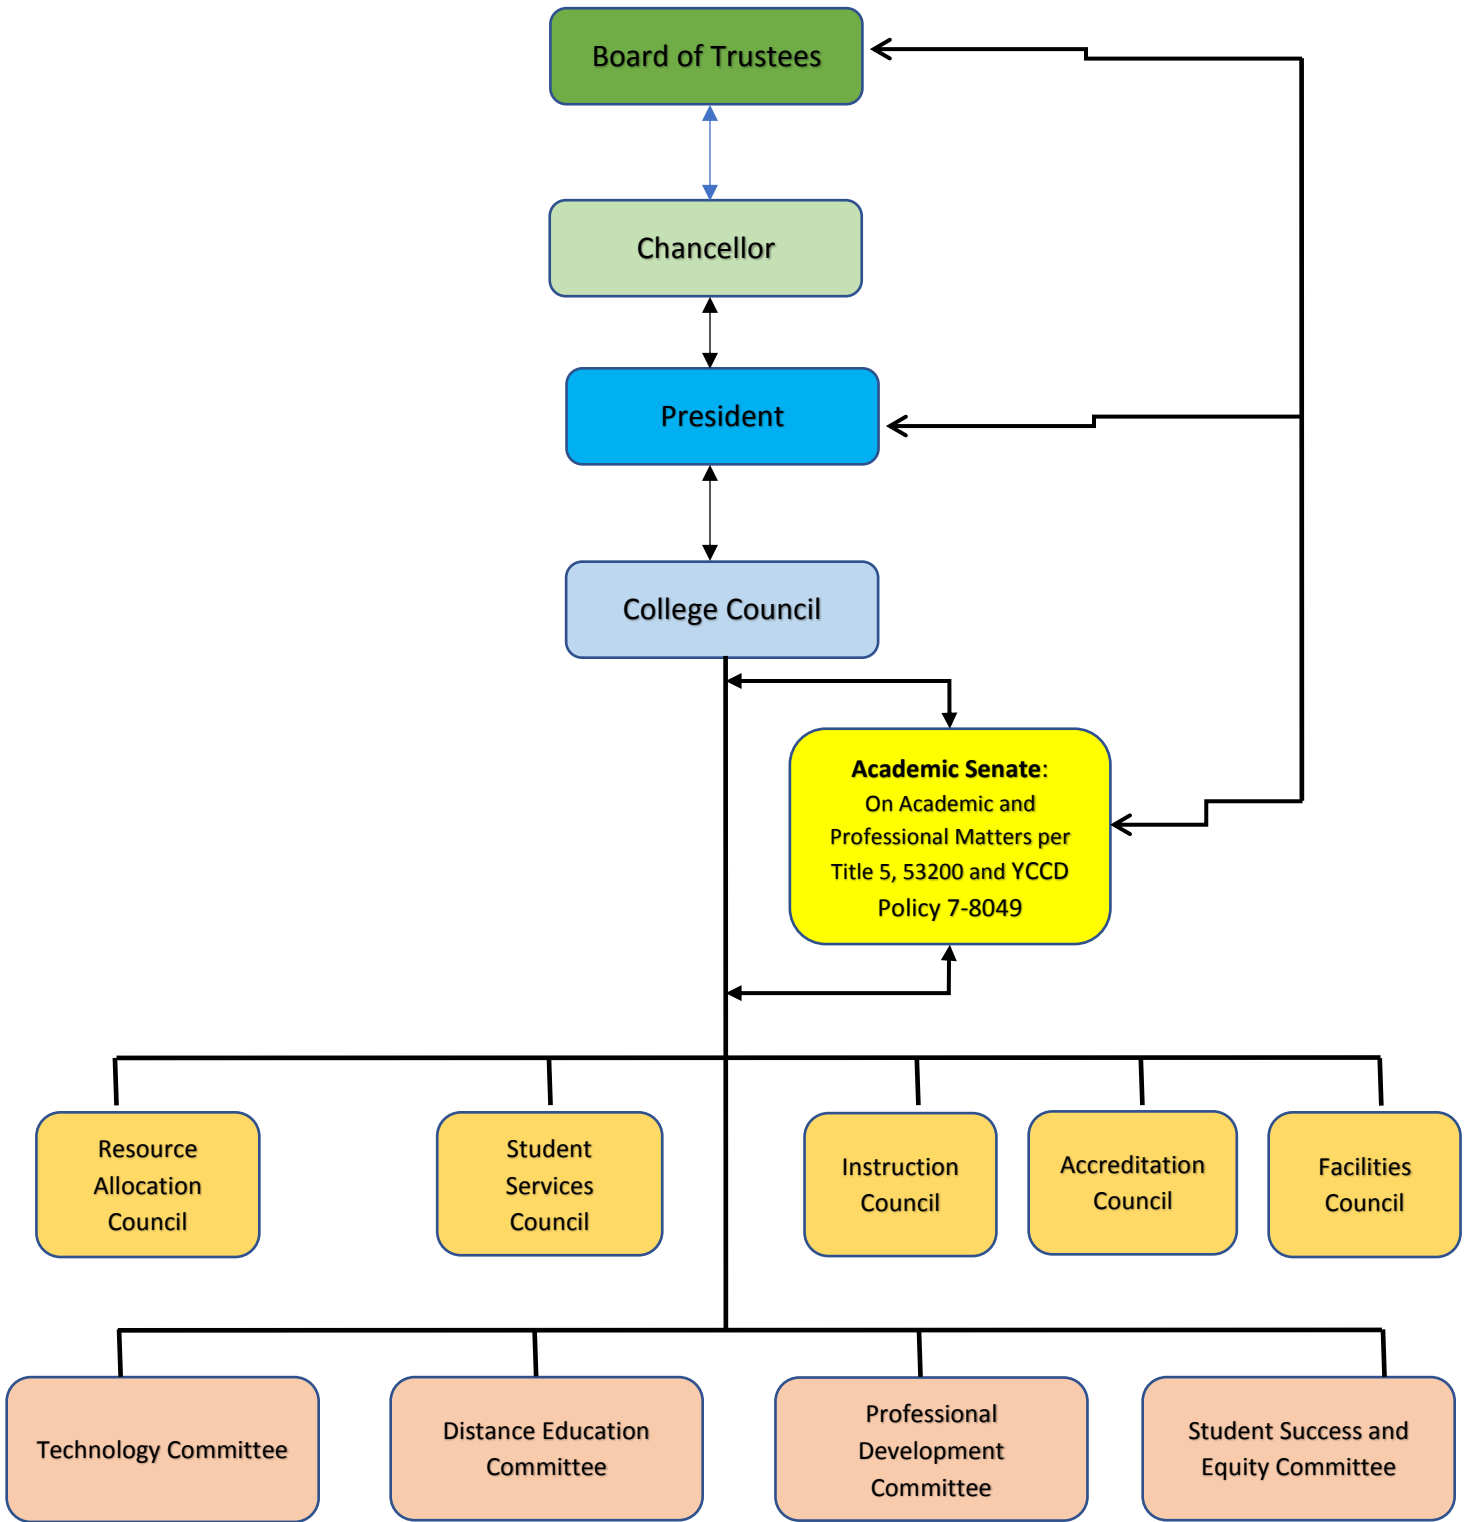 Board of Trustees
Chancellor
President
College Council
Academic Senate:
On Academic and
Professional Matters per
Title 5, 53200 and YCCD
Policy 7-8049
Resource
Allocation
Council
Student
Services
Council
Instruction
Council
Accreditation
Council
Facilities
Council
Technology Committee
Distance Education
Committee
Professional
Development
Committee
Student Success and
Equity Committee